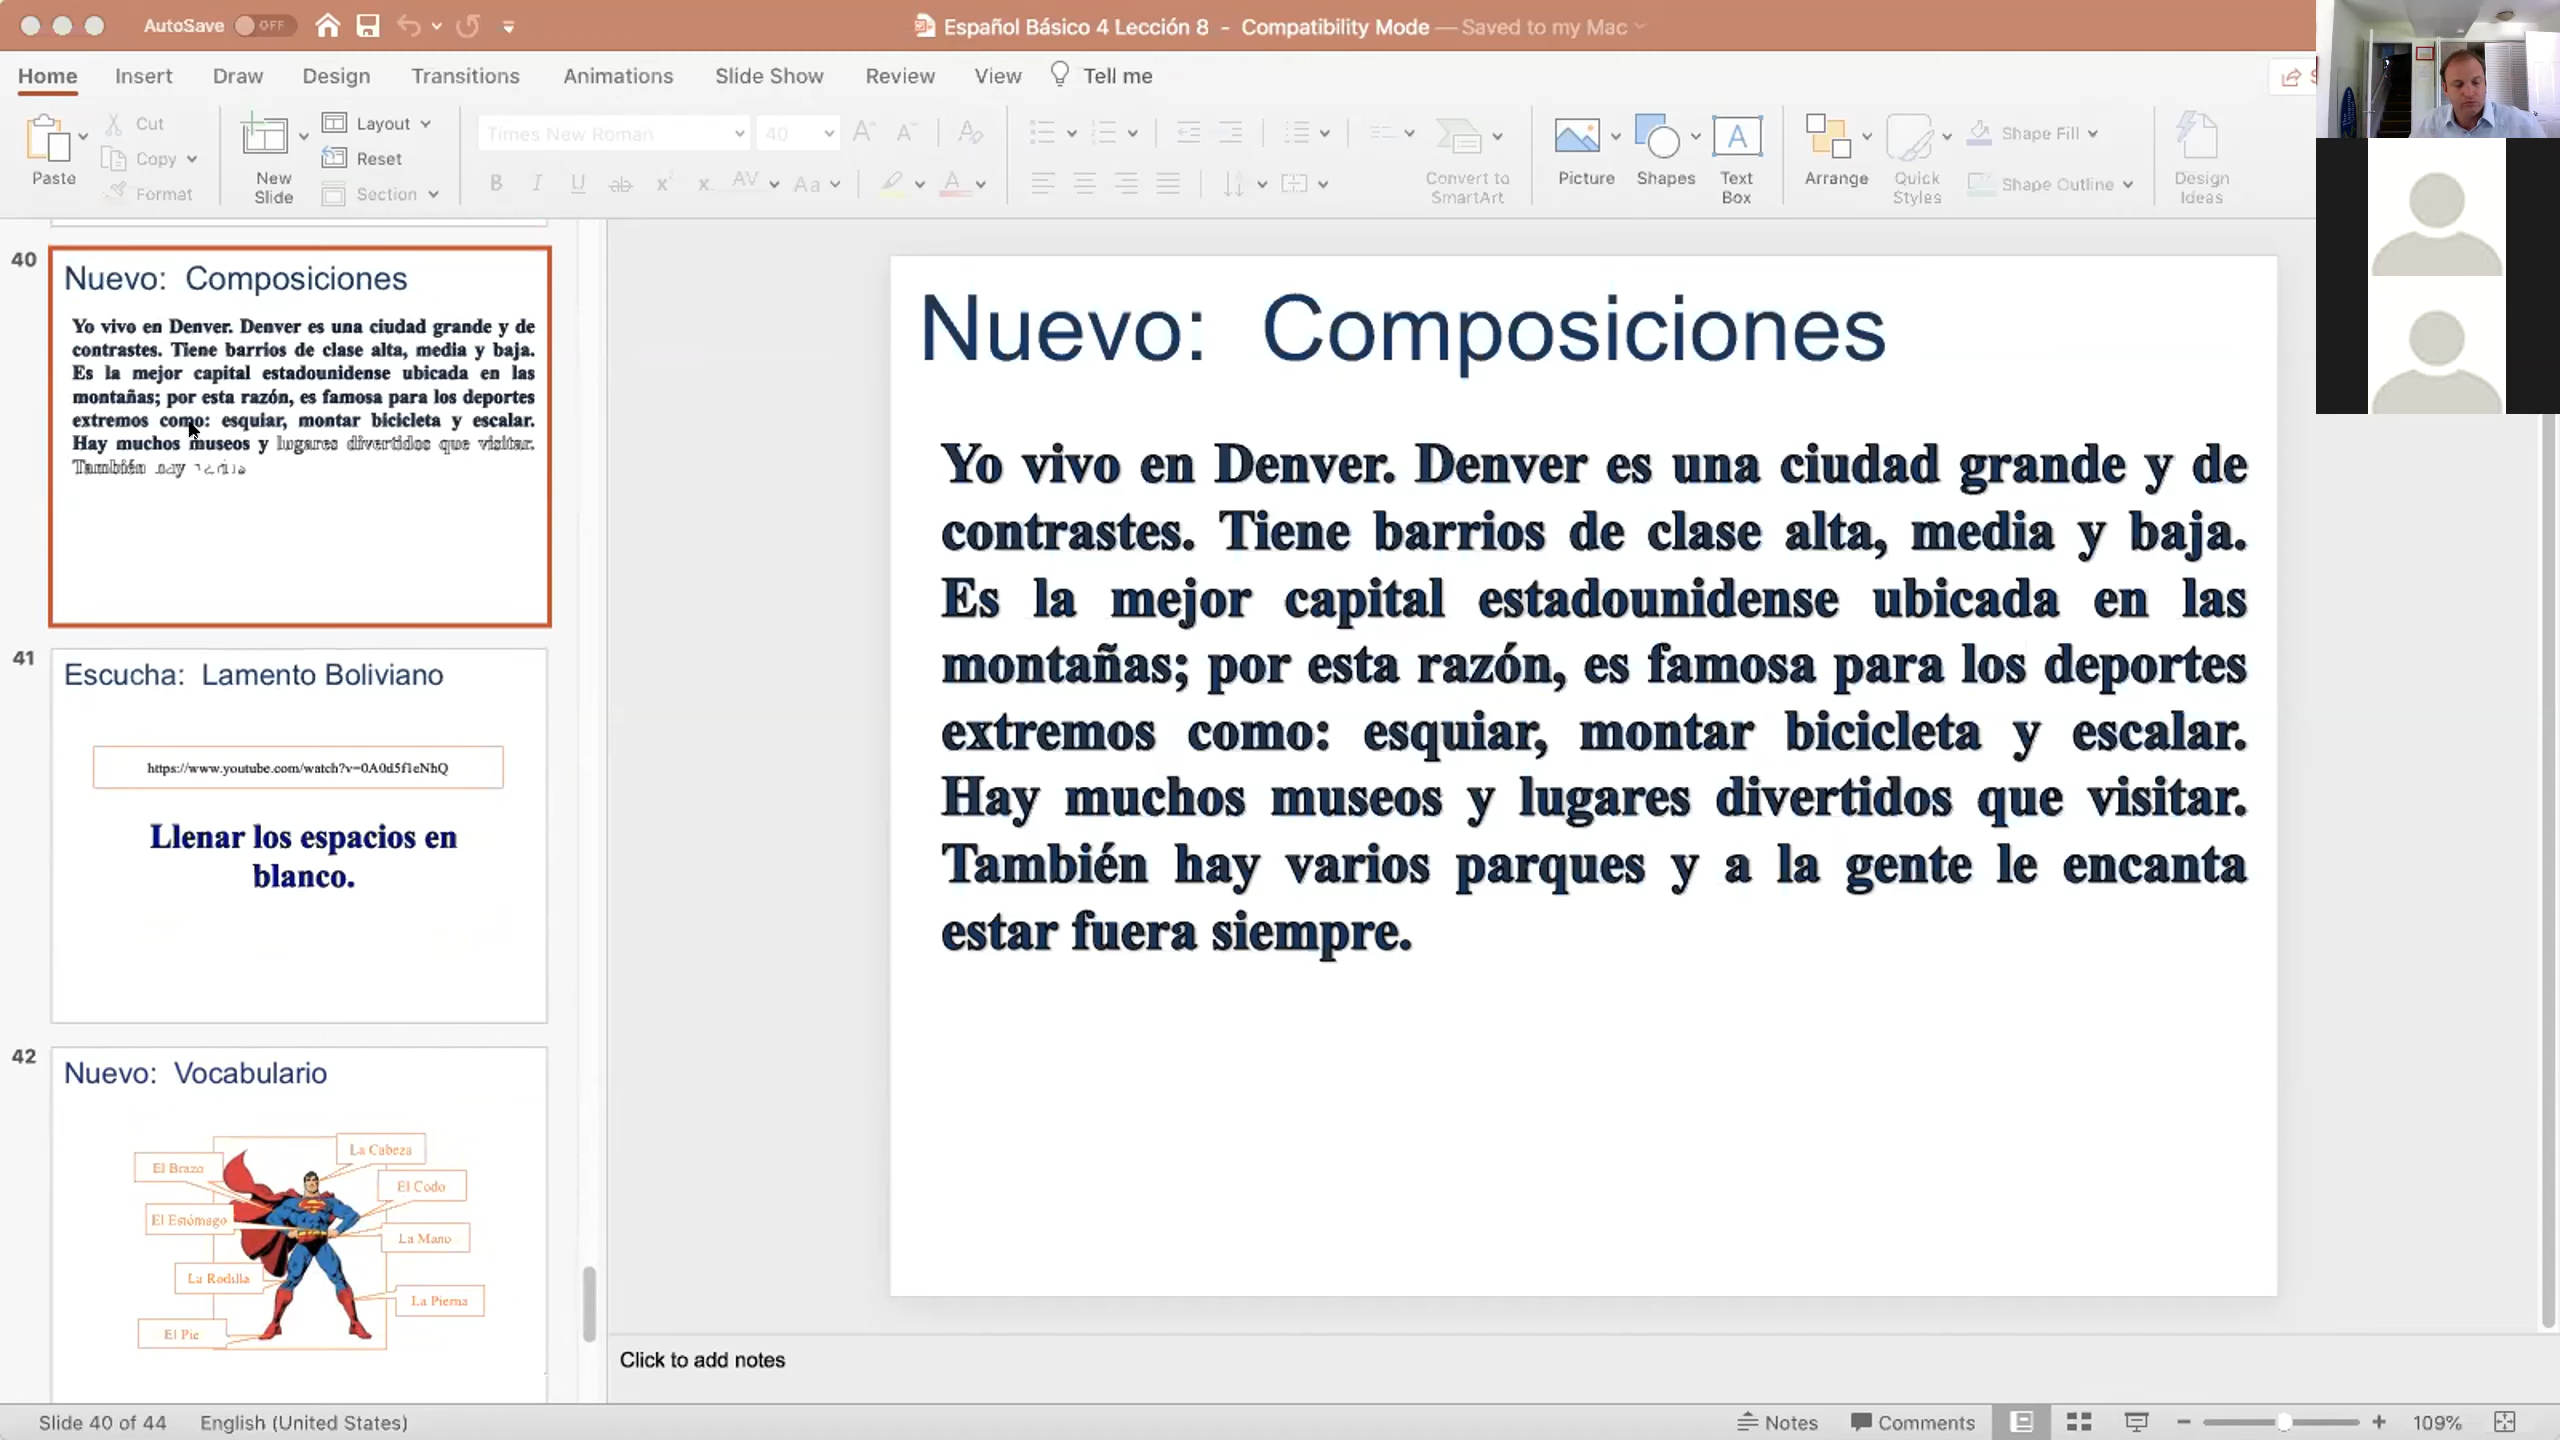 AutoSave OFF
Español Básico 4 Lección 8 - Compatibility Mode — Saved to my Mac
Home Insert Draw Design Transitions Animations Slide Show Review View Tell me
Paste
Cut
Copy
Format
New Slide
Layout
Reset
Section
Times New Roman 40
Convert to SmartArt
Picture
Shapes
Text Box
Arrange
Quick Styles
Shape Fill
Shape Outline
Design Ideas
40
Nuevo: Composiciones
Yo vivo en Denver. Denver es una ciudad grande y de
contrastes. Tiene barrios de clase alta, media y baja.
Es la mejor capital estadounidense ubicada en las
montañas; por esta razón, es famosa para los deportes
extremos como: esquiar, montar bicicleta y escalar.
Hay muchos museos y lugares divertidos que visitar.
También
41
Escucha: Lamento Boliviano
https://www.youtube.com/watch?v=0A0d5f1eNhQ
Llenar los espacios en
blanco.
42
Nuevo: Vocabulario
La Cabeza
El Brazo
El Codo
El Estómago
La Mano
La Rodilla
La Pierna
El Pie
Nuevo: Composiciones
Yo vivo en Denver. Denver es una ciudad grande y de
contrastes. Tiene barrios de clase alta, media y baja.
Es la mejor capital estadounidense ubicada en las
montañas; por esta razón, es famosa para los deportes
extremos como: esquiar, montar bicicleta y escalar.
Hay muchos museos y lugares divertidos que visitar.
También hay varios parques y a la gente le encanta
estar fuera siempre.
Click to add notes
Slide 40 of 44 English (United States)
Notes Comments 109%